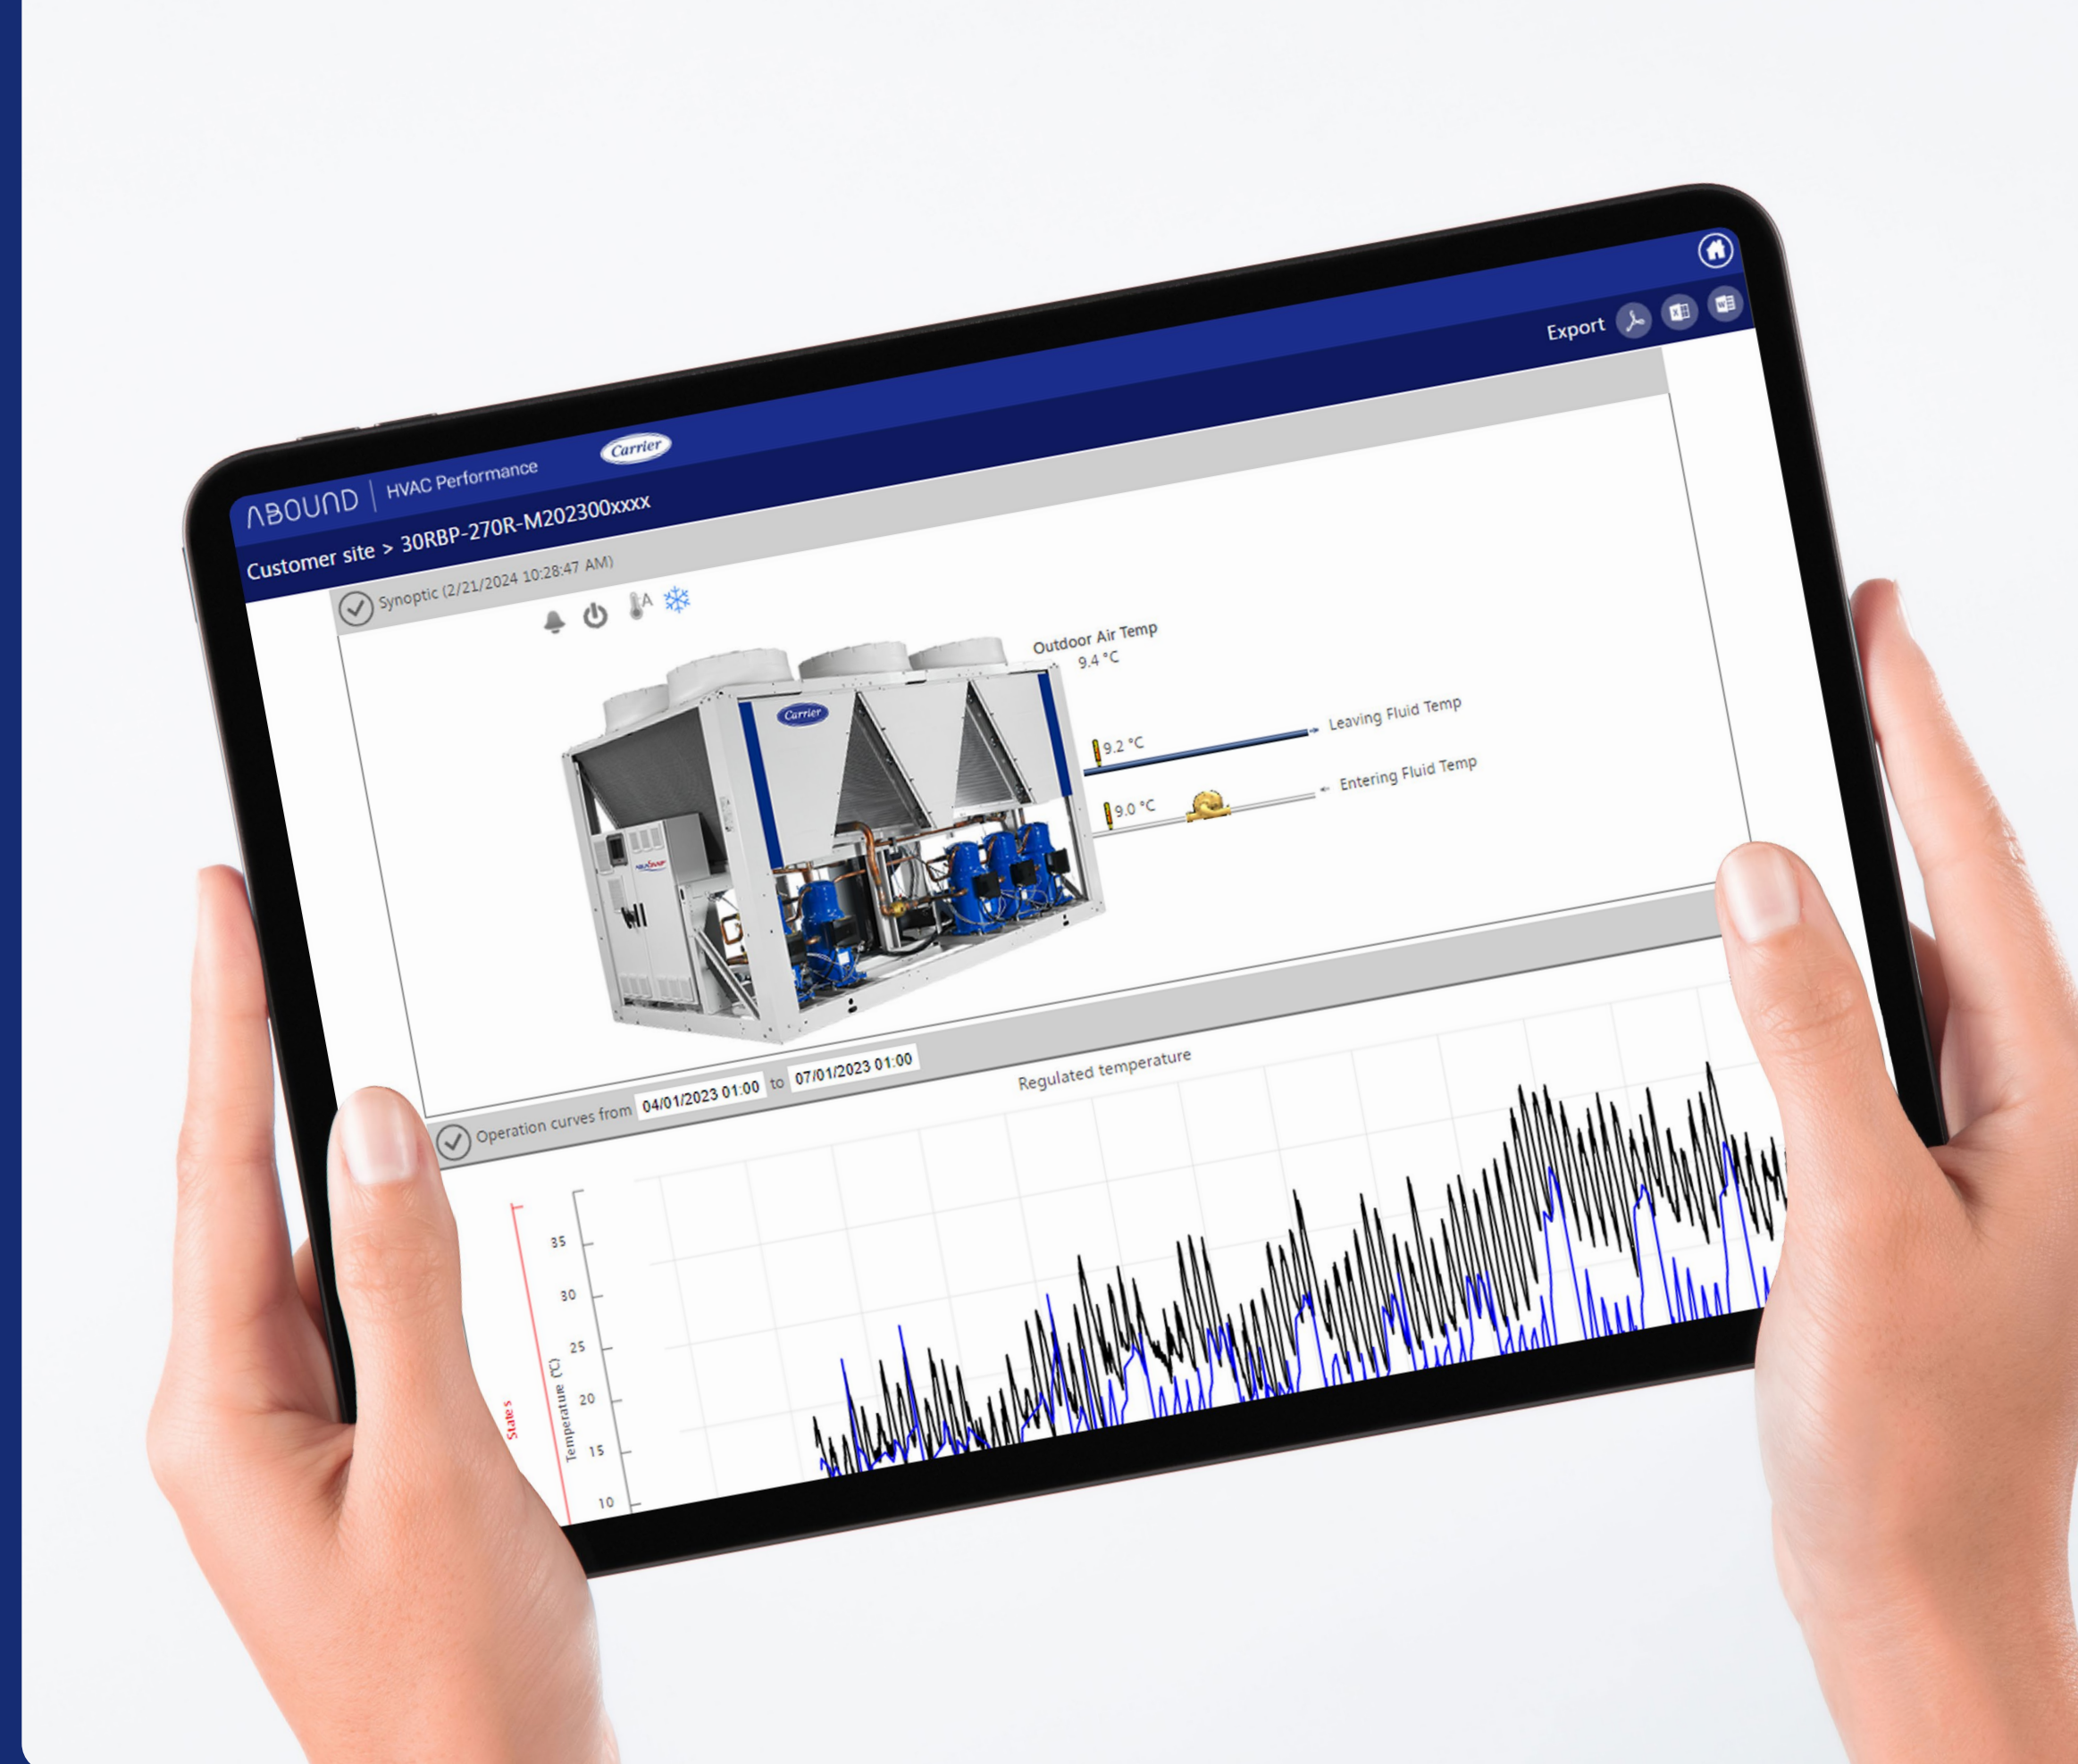 Export
ABOUND | HVAC Performance
Carrier
Customer site > 30RBP-270R-M202300xxxx
Synoptic (2/21/2024 10:28:47 AM)
A
Outdoor Air Temp
9.4 °C
Carrier
9.2 °C
Leaving Fluid Temp
9.0 °C
Entering Fluid Temp
AQUASNAP
Operation curves from 04/01/2023 01:00 to 07/01/2023 01:00
Regulated temperature
35
30
25
20
15
10
Temperature (°C)
States